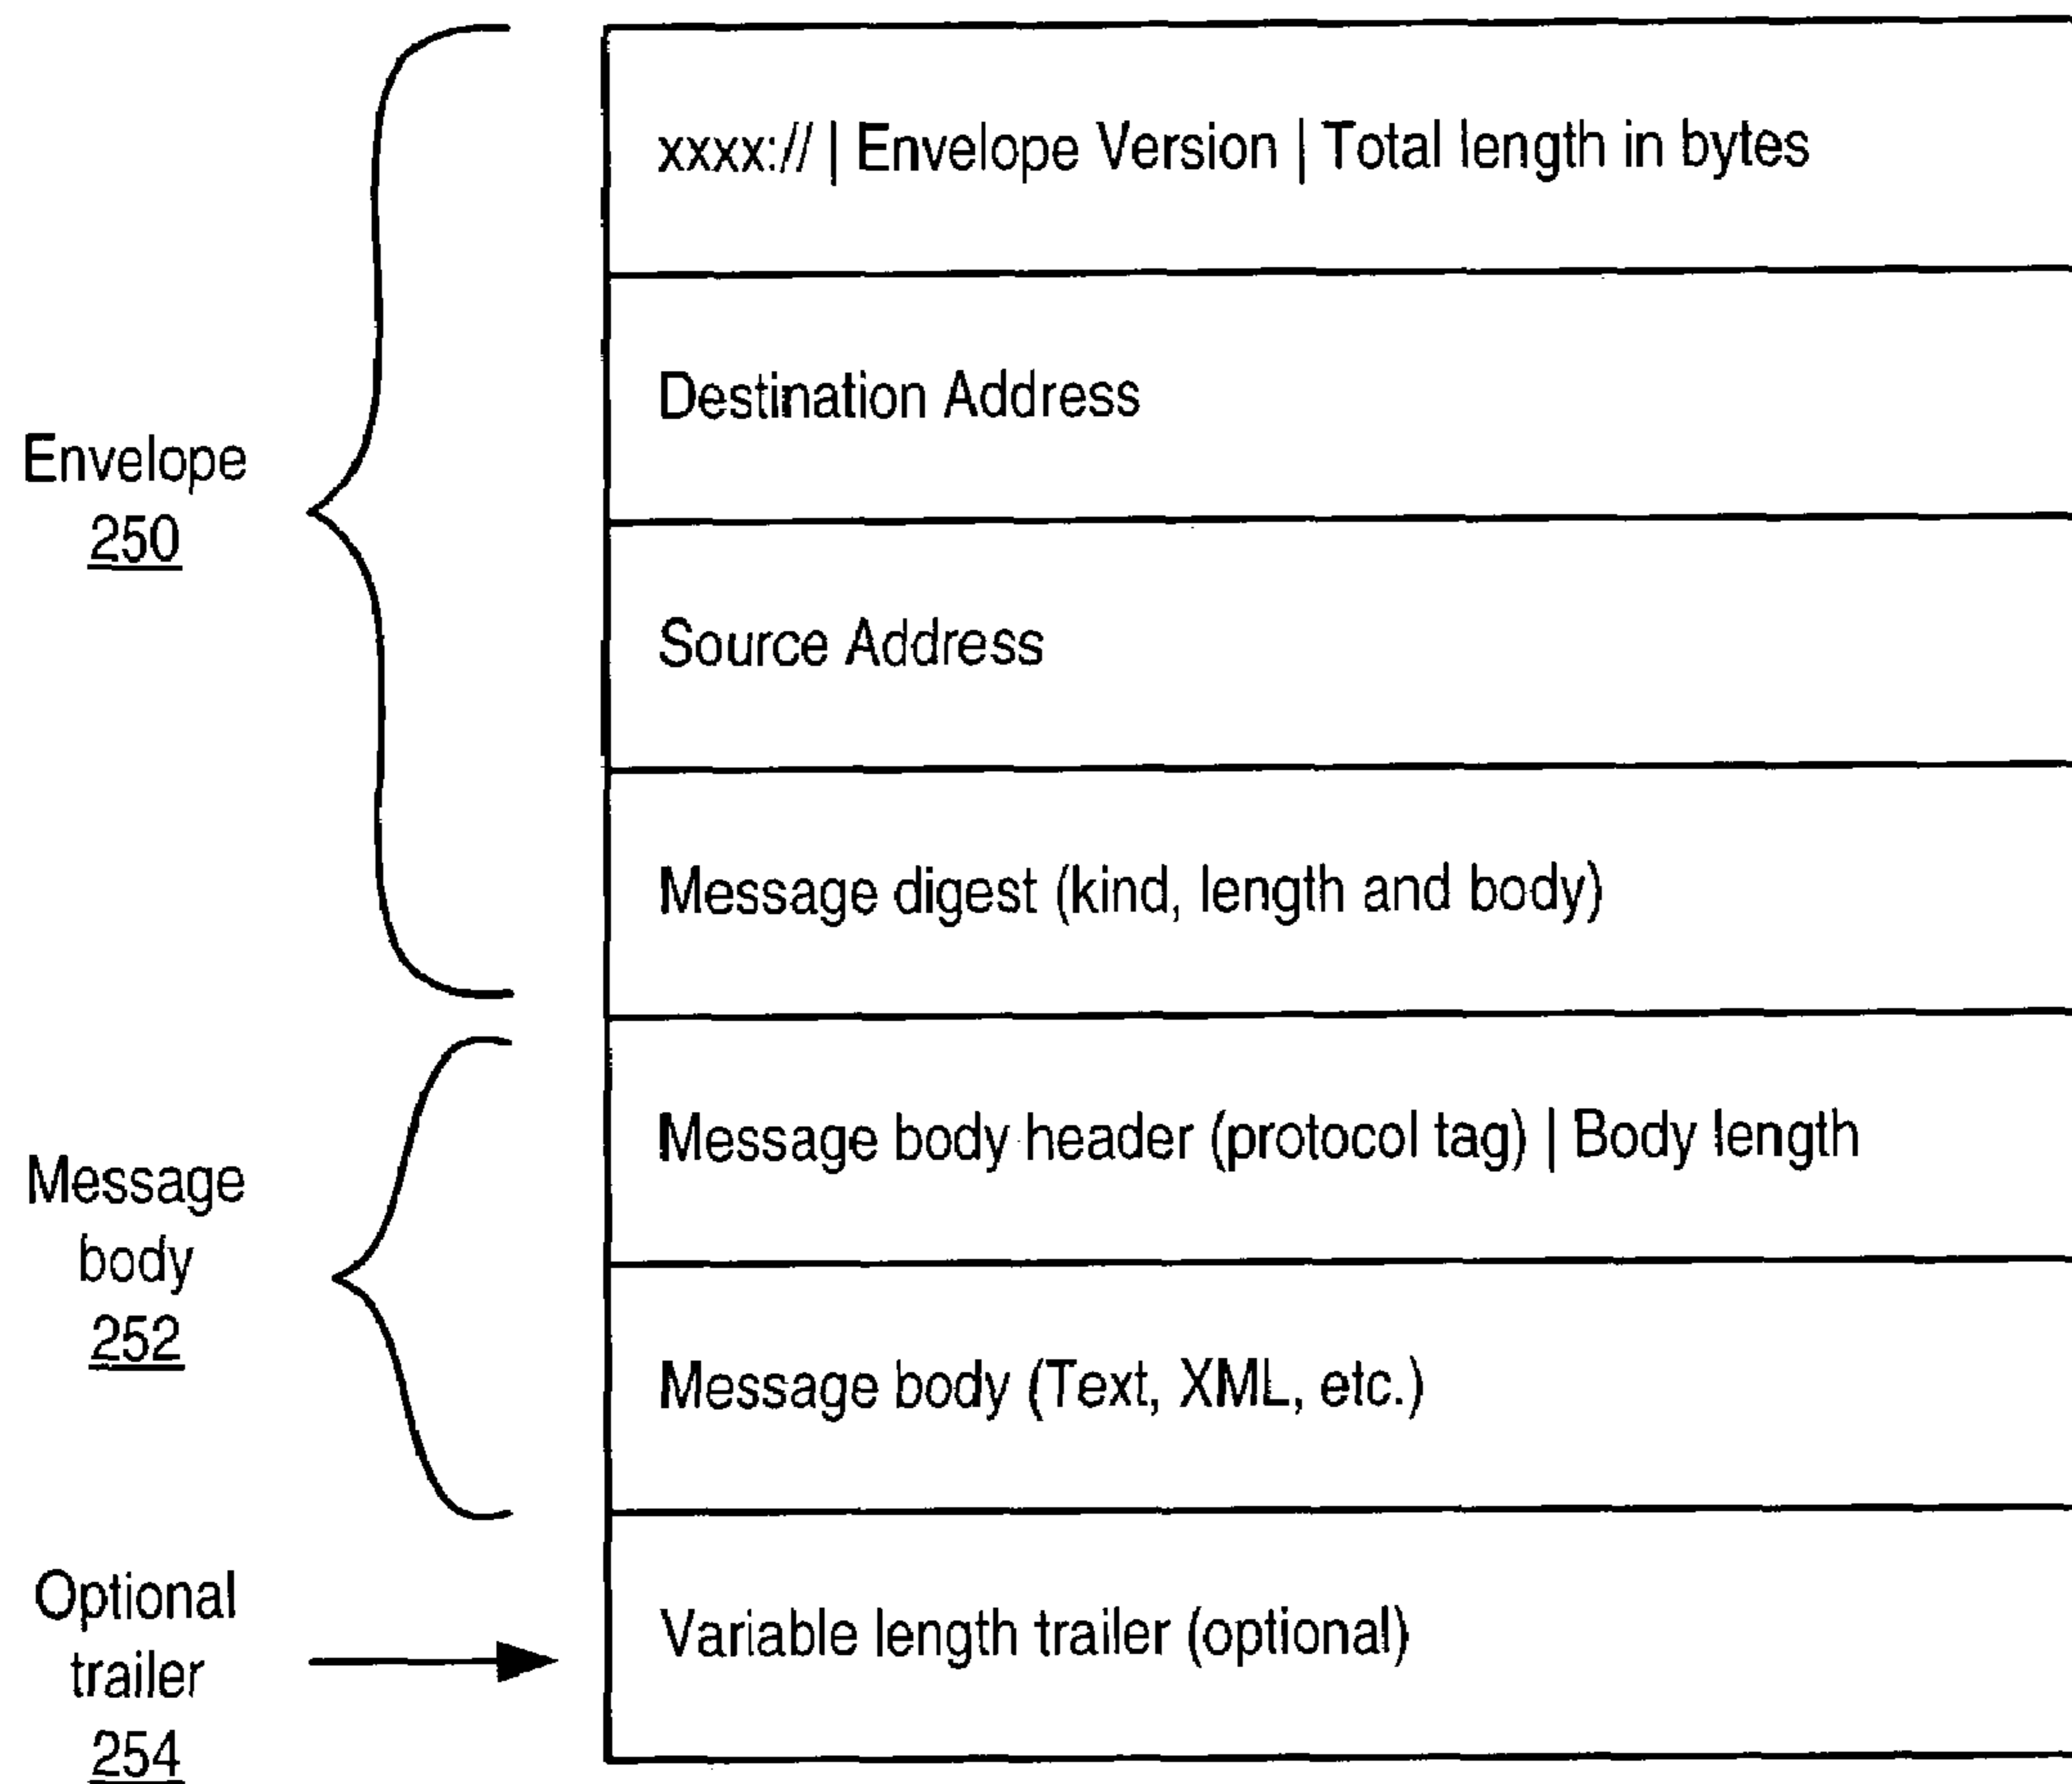 xxxx:// | Envelope Version | Total length in bytes
Destination Address
Envelope
250
Source Address
Message digest (kind, length and body)
Message body header (protocol tag) | Body length
Message
body
252
Message body (Text, XML, etc.)
Optional
trailer
254
Variable length trailer (optional)